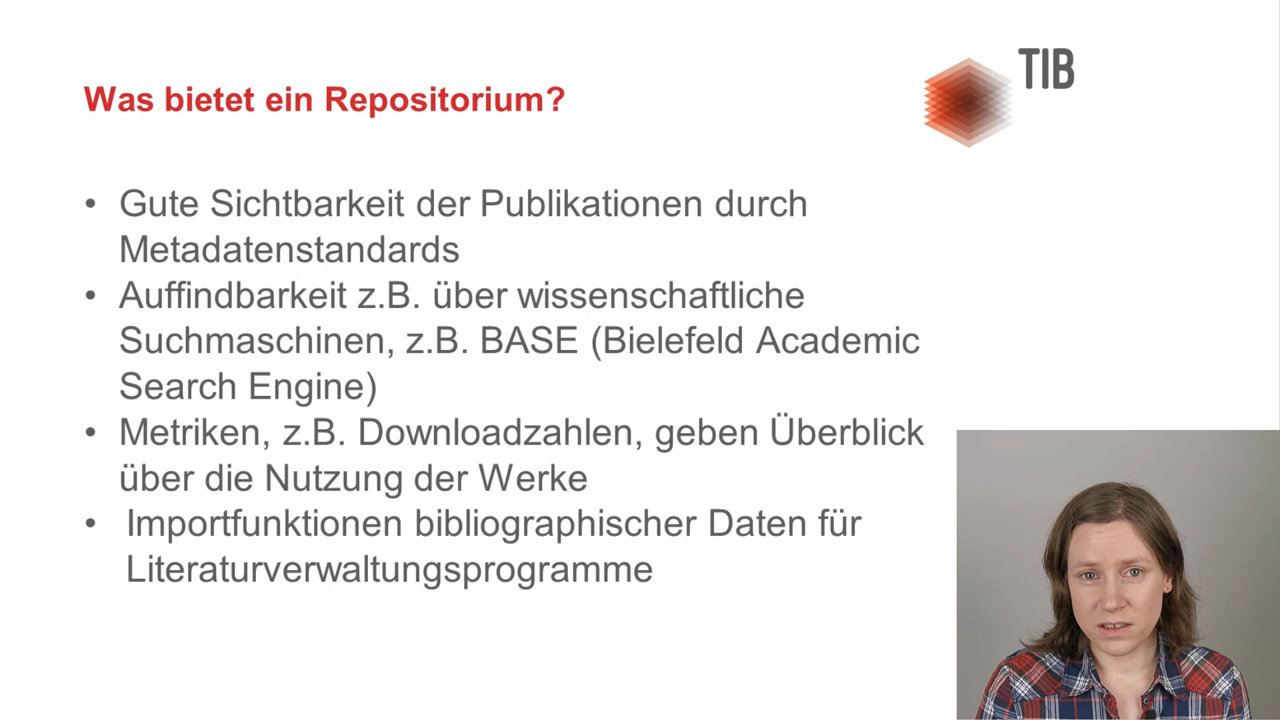 TIB
Was bietet ein Repositorium?
• Gute Sichtbarkeit der Publikationen durch
Metadatenstandards
• Auffindbarkeit z.B. über wissenschaftliche
Suchmaschinen, z.B. BASE (Bielefeld Academic
Search Engine)
• Metriken, z.B. Downloadzahlen, geben Überblick
über die Nutzung der Werke
• Importfunktionen bibliographischer Daten für
Literaturverwaltungsprogramme